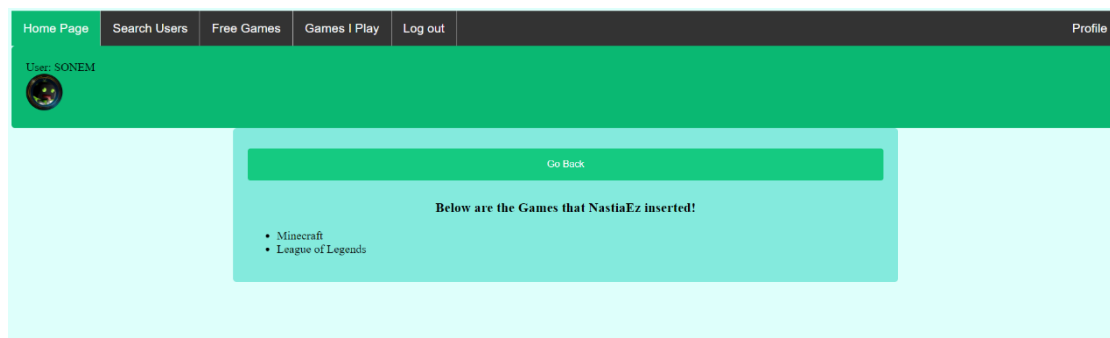 Home Page Search Users Free Games Games I Play Log out Profile
User: SONEM
Go Back
Below are the Games that NastiaEz inserted!
Minecraft
League of Legends